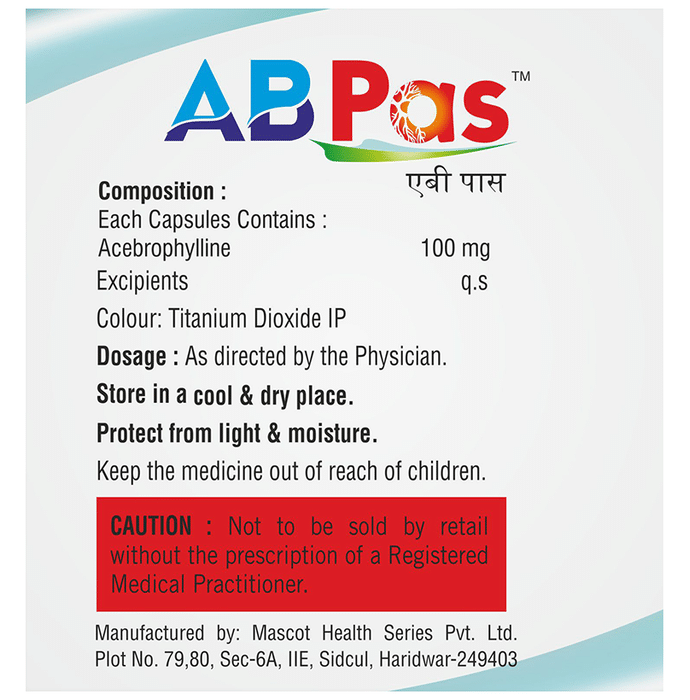 ABPas™
एबी पास
Composition :
Each Capsules Contains :
Acebrophylline 100 mg
Excipients q.s
Colour: Titanium Dioxide IP
Dosage : As directed by the Physician.
Store in a cool & dry place.
Protect from light & moisture.
Keep the medicine out of reach of children.
CAUTION : Not to be sold by retail
without the prescription of a Registered
Medical Practitioner.
Manufactured by: Mascot Health Series Pvt. Ltd.
Plot No. 79,80, Sec-6A, IIE, Sidcul, Haridwar-249403